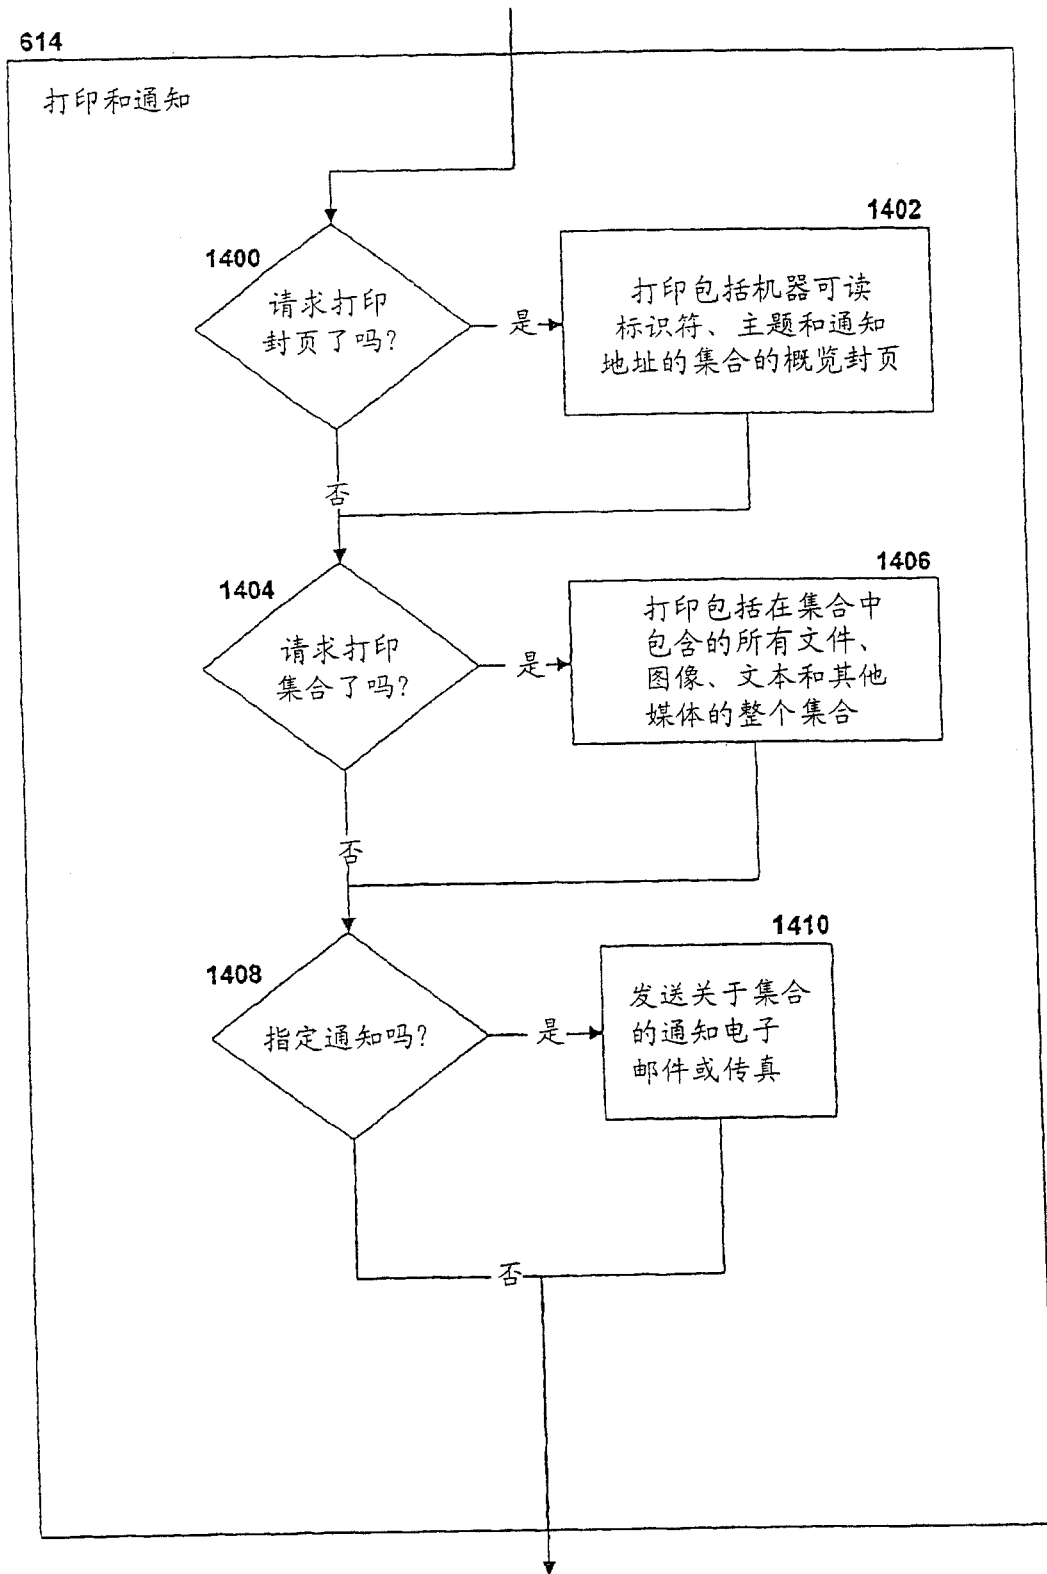 614
打印和通知
1400
请求打印
封页了吗?
是
1402
打印包括机器可读
标识符、主题和通知
地址的集合的概览封页
否
1404
请求打印
集合了吗?
是
1406
打印包括在集合中
包含的所有文件、
图像、文本和其他
媒体的整个集合
否
1408
指定通知吗?
是
1410
发送关于集合
的通知电子
邮件或传真
否